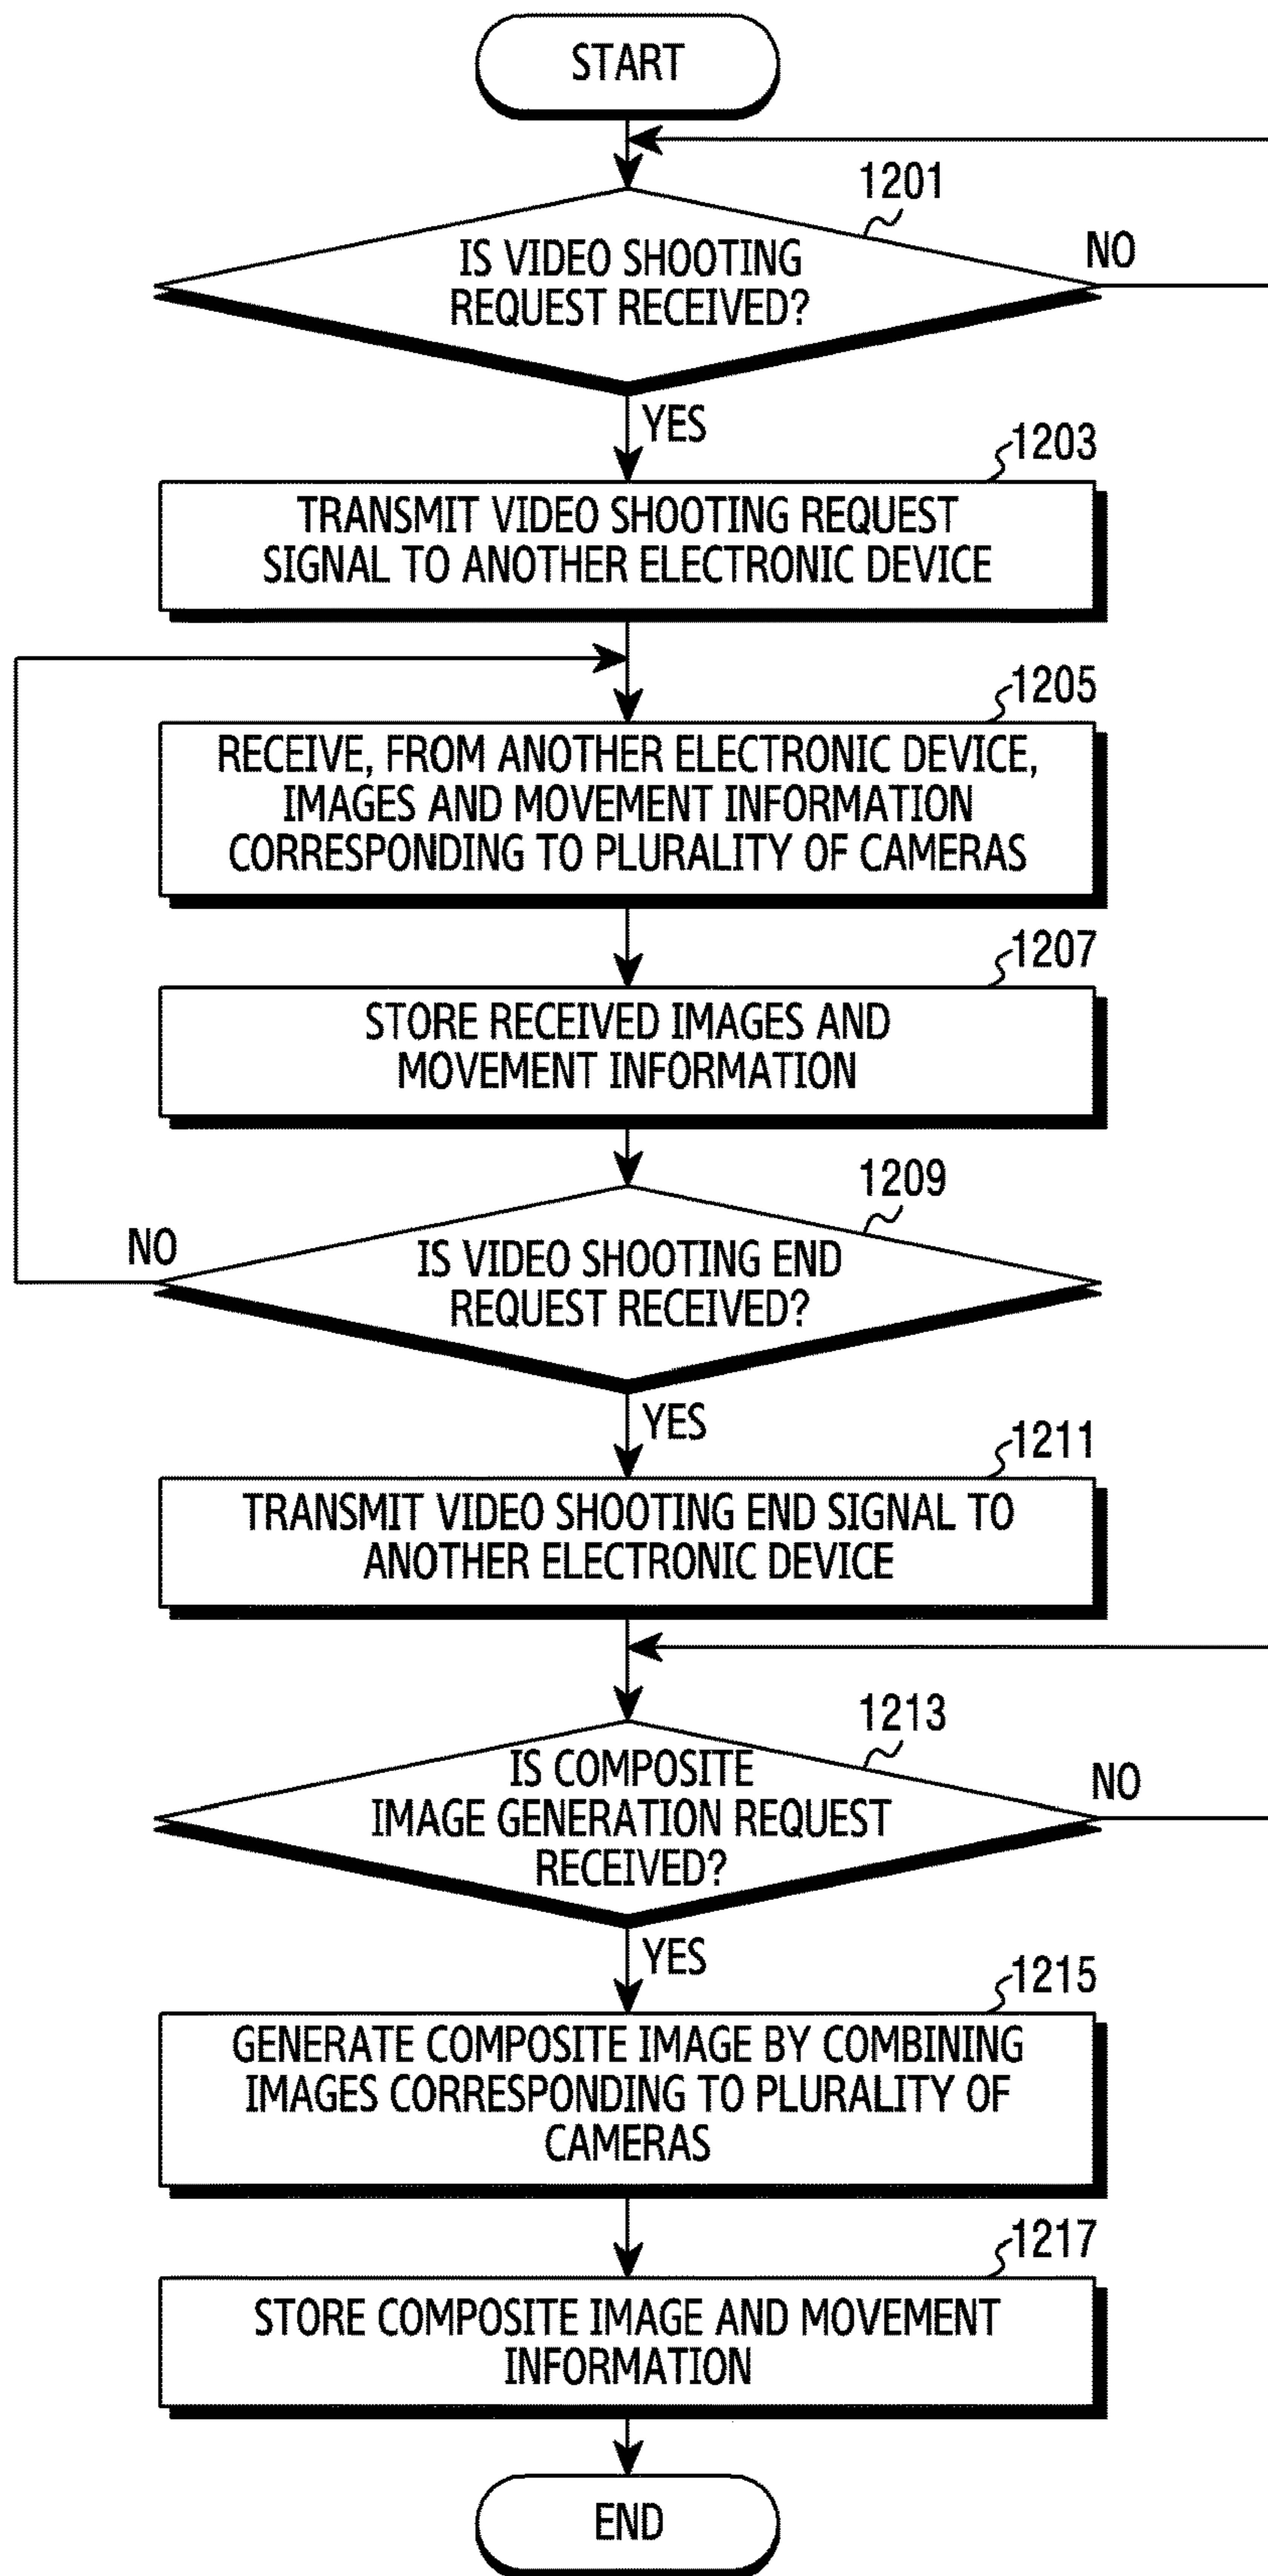 START
1201
IS VIDEO SHOOTING
REQUEST RECEIVED?
NO
YES
1203
TRANSMIT VIDEO SHOOTING REQUEST
SIGNAL TO ANOTHER ELECTRONIC DEVICE
1205
RECEIVE, FROM ANOTHER ELECTRONIC DEVICE,
IMAGES AND MOVEMENT INFORMATION
CORRESPONDING TO PLURALITY OF CAMERAS
1207
STORE RECEIVED IMAGES AND
MOVEMENT INFORMATION
1209
NO
IS VIDEO SHOOTING END
REQUEST RECEIVED?
YES
1211
TRANSMIT VIDEO SHOOTING END SIGNAL TO
ANOTHER ELECTRONIC DEVICE
1213
IS COMPOSITE
IMAGE GENERATION REQUEST
RECEIVED?
NO
YES
1215
GENERATE COMPOSITE IMAGE BY COMBINING
IMAGES CORRESPONDING TO PLURALITY OF
CAMERAS
1217
STORE COMPOSITE IMAGE AND MOVEMENT
INFORMATION
END